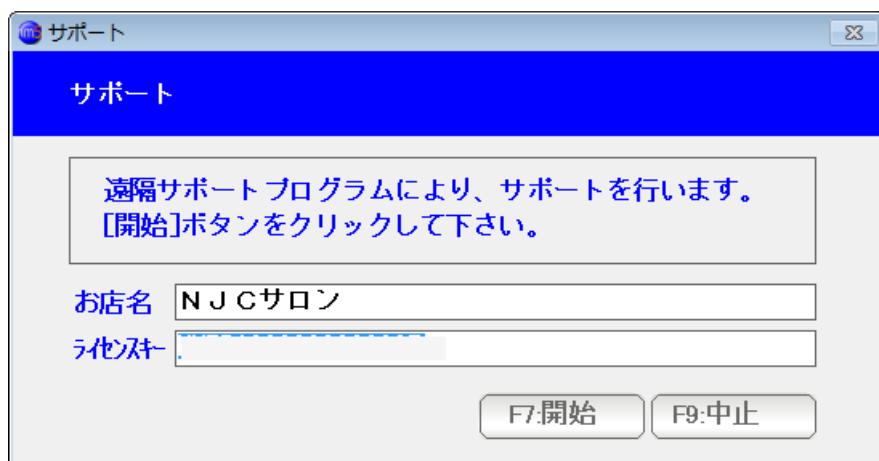 サポート
サポート
遠隔サポートプログラムにより、サポートを行います。
[開始]ボタンをクリックして下さい。
お店名 NJCサロン
ライセンスキー
F7:開始 F9:中止